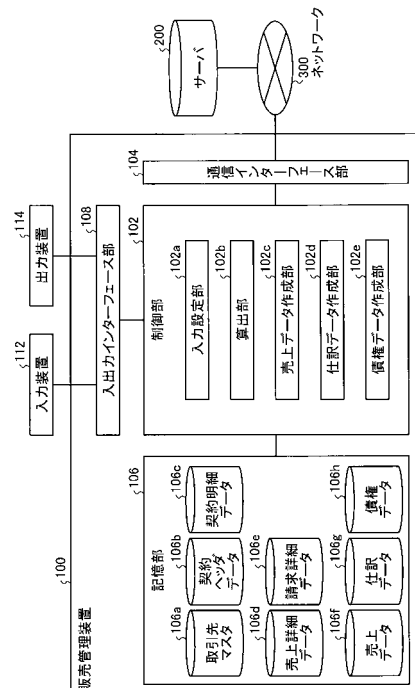 100
販売管理装置
112
入力装置
114
出力装置
108
入出力インターフェース部
106
記憶部
106a
取引先
マスタ
106b
契約
ヘッダ
データ
106c
契約明細
データ
106d
売上詳細
データ
106e
請求詳細
データ
106f
売上
データ
106g
仕訳
データ
106h
債権
データ
102
制御部
102a
入力設定部
102b
算出部
102c
売上データ作成部
102d
仕訳データ作成部
102e
債権データ作成部
104
通信インターフェース部
200
サーバ
300
ネットワーク